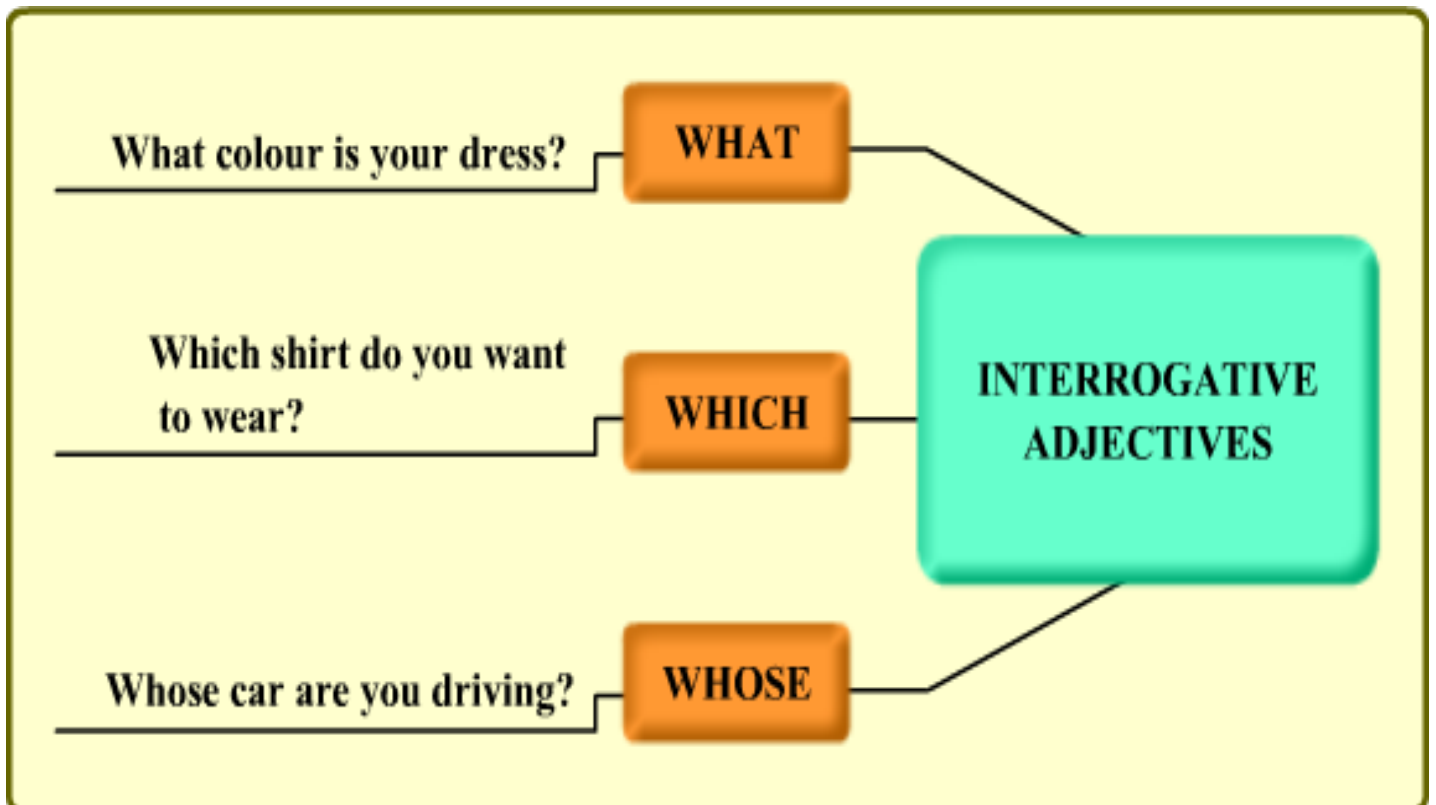 What colour is your dress?
WHAT
Which shirt do you want
to wear?
WHICH
INTERROGATIVE
ADJECTIVES
Whose car are you driving?
WHOSE